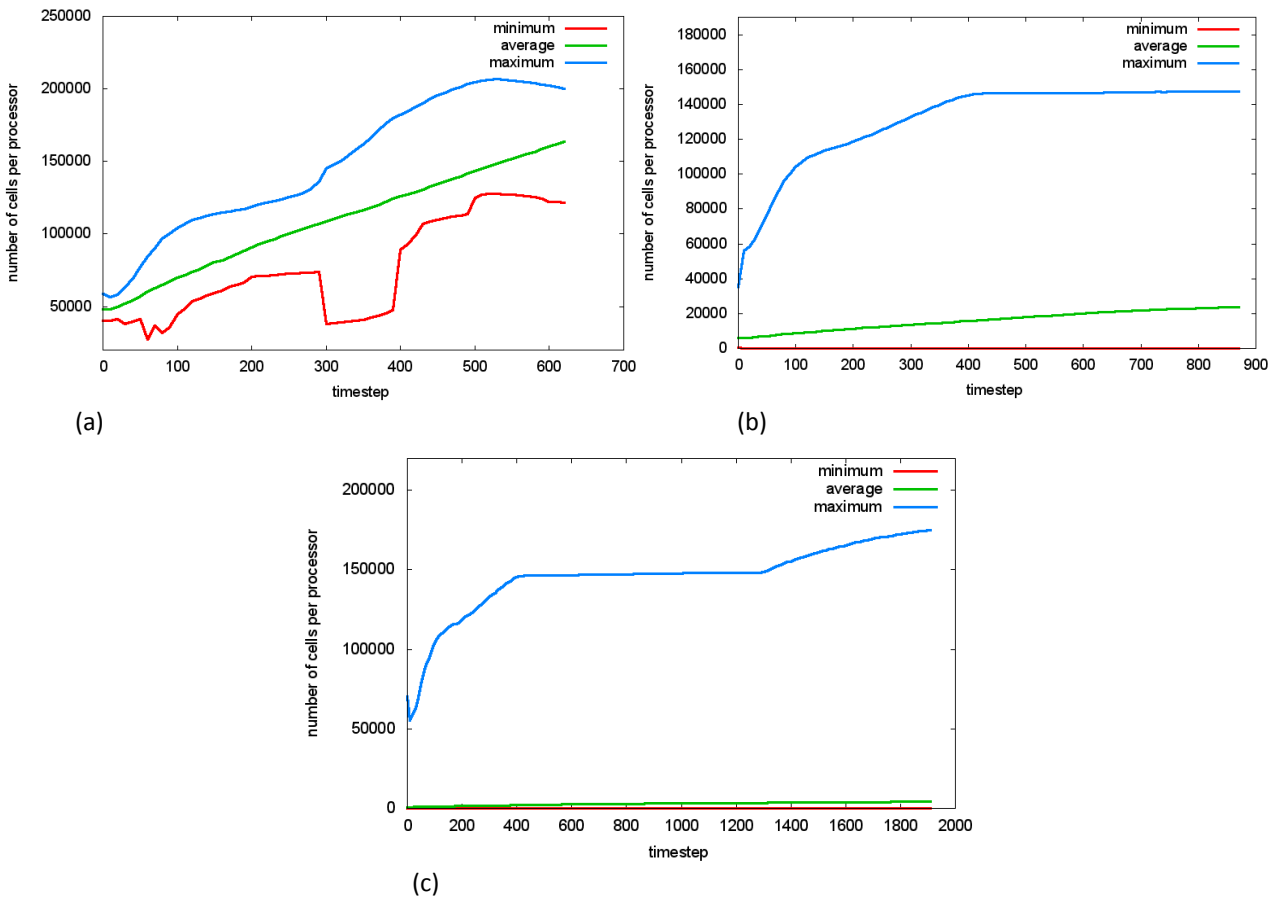 250000
200000
150000
100000
50000
number of cells per processor
minimum
average
maximum
0 100 200 300 400 500 600 700
timestep
(a)
180000
160000
140000
120000
100000
80000
60000
40000
20000
0
number of cells per processor
minimum
average
maximum
0 100 200 300 400 500 600 700 800 900
timestep
(b)
200000
150000
100000
50000
0
number of cells per processor
minimum
average
maximum
0 200 400 600 800 1000 1200 1400 1600 1800 2000
timestep
(c)